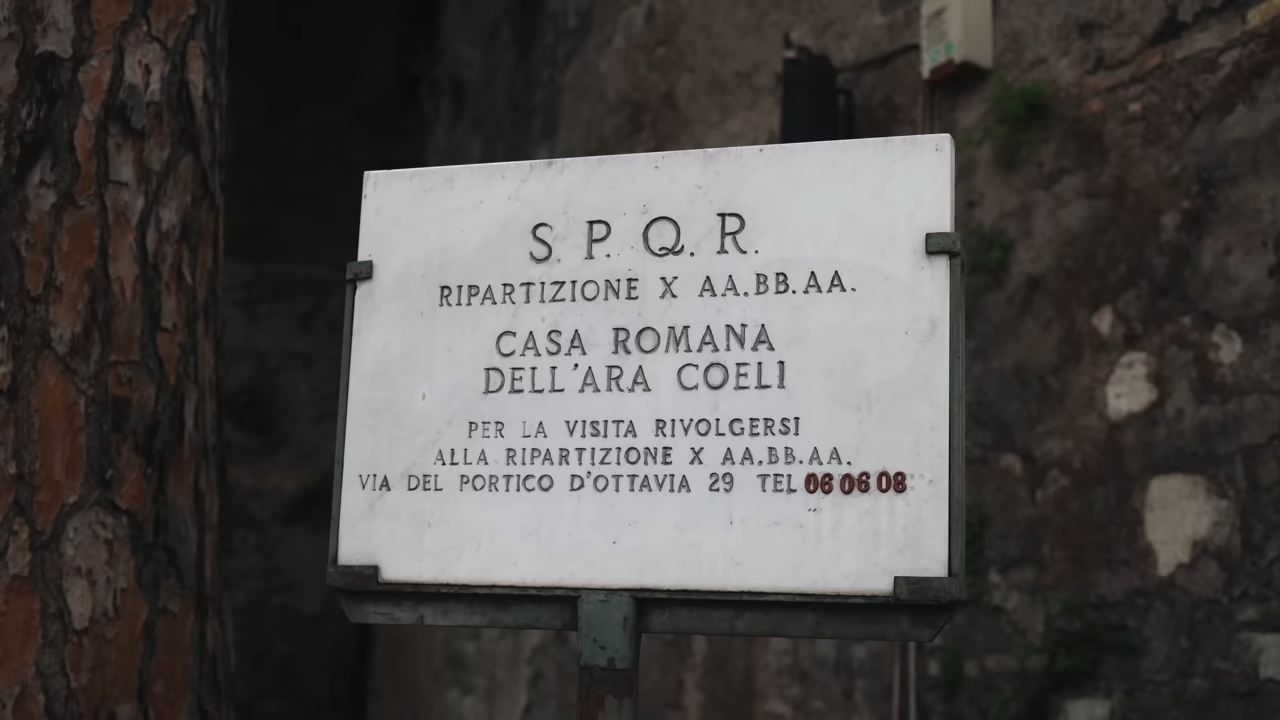 S. P. Q. R.
RIPARTIZIONE X AA.BB.AA.
CASA ROMANA
DELL'ARA COELI
PER LA VISITA RIVOLGERSI
ALLA RIPARTIZIONE X AA.BB.AA.
VIA DEL PORTICO D'OTTAVIA 29 TEL 06 06 08